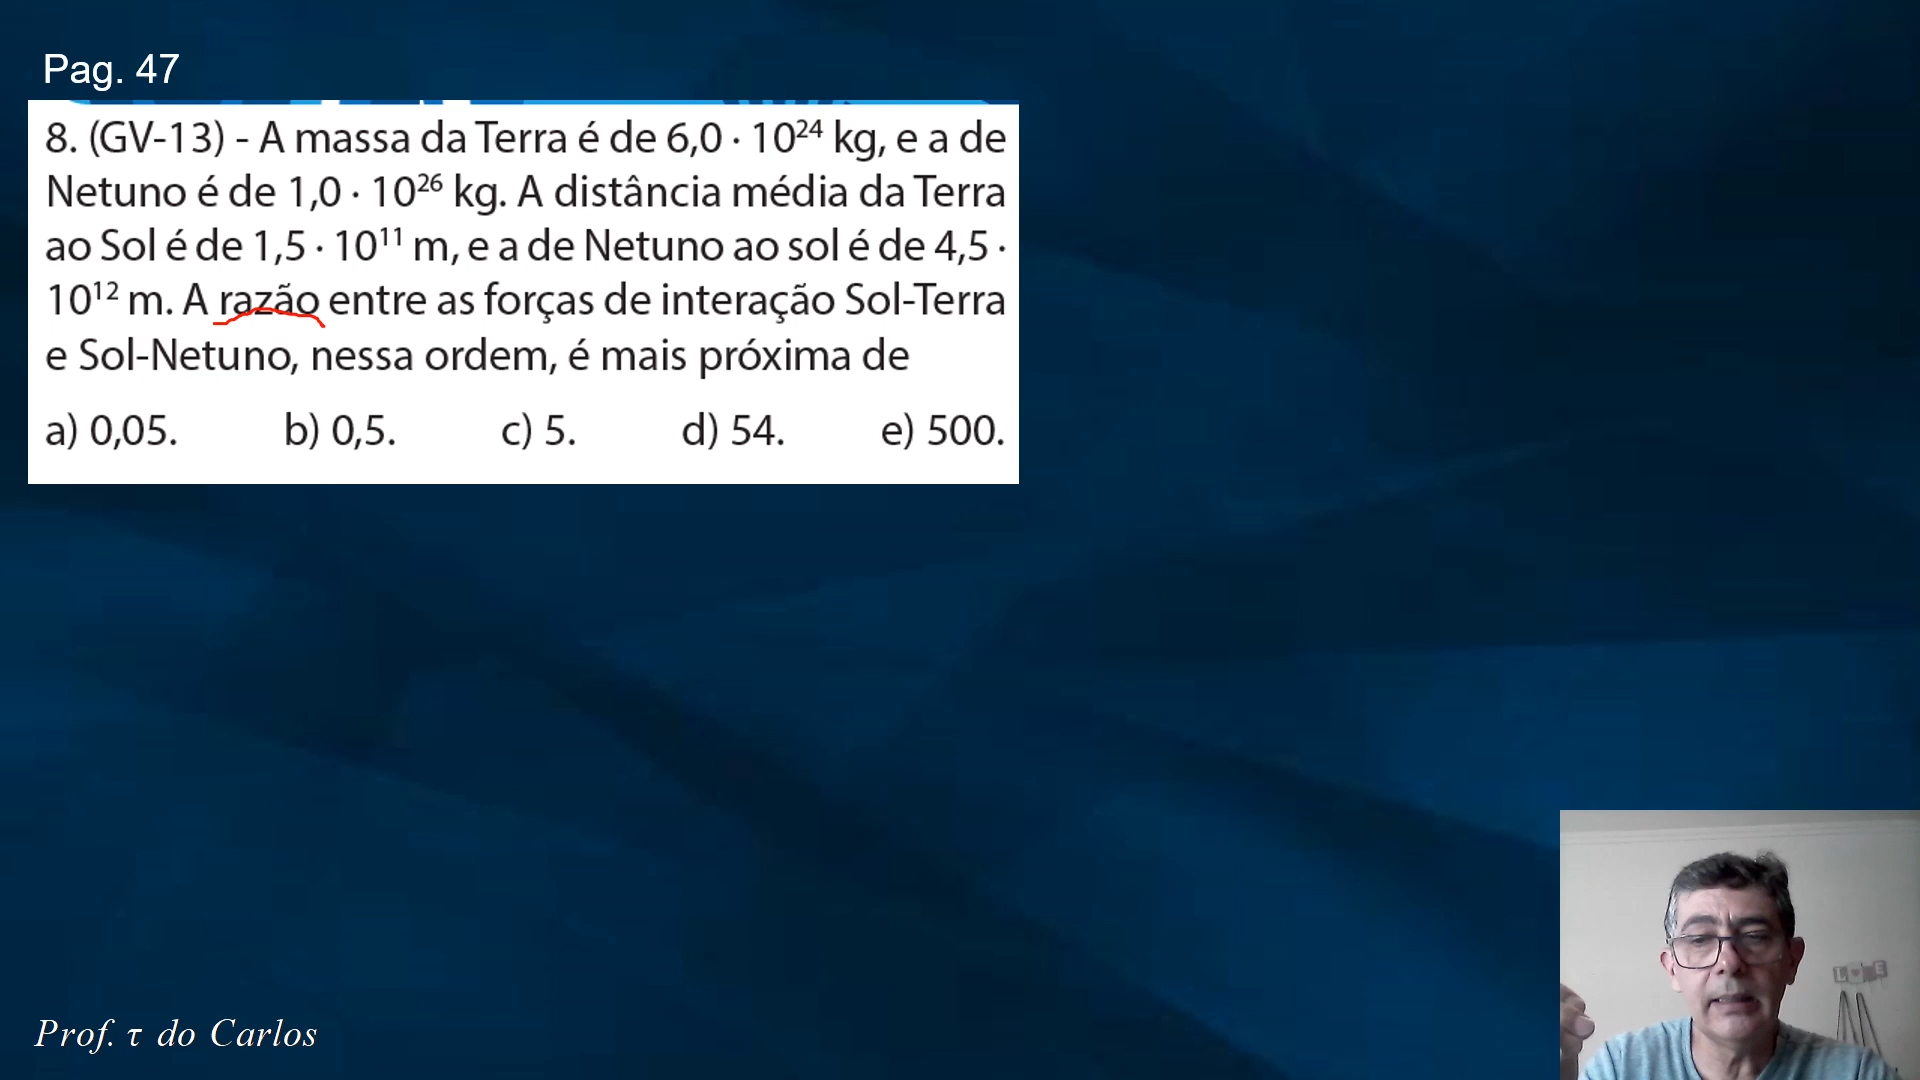 Pag. 47
8. (GV-13) - A massa da Terra é de 6,0 · 10²⁴ kg, e a de
Netuno é de 1,0 · 10²⁶ kg. A distância média da Terra
ao Sol é de 1,5 · 10¹¹ m, e a de Netuno ao sol é de 4,5 ·
10¹² m. A razão entre as forças de interação Sol-Terra
e Sol-Netuno, nessa ordem, é mais próxima de
a) 0,05. b) 0,5. c) 5. d) 54. e) 500.
L♥E
Prof. τ do Carlos